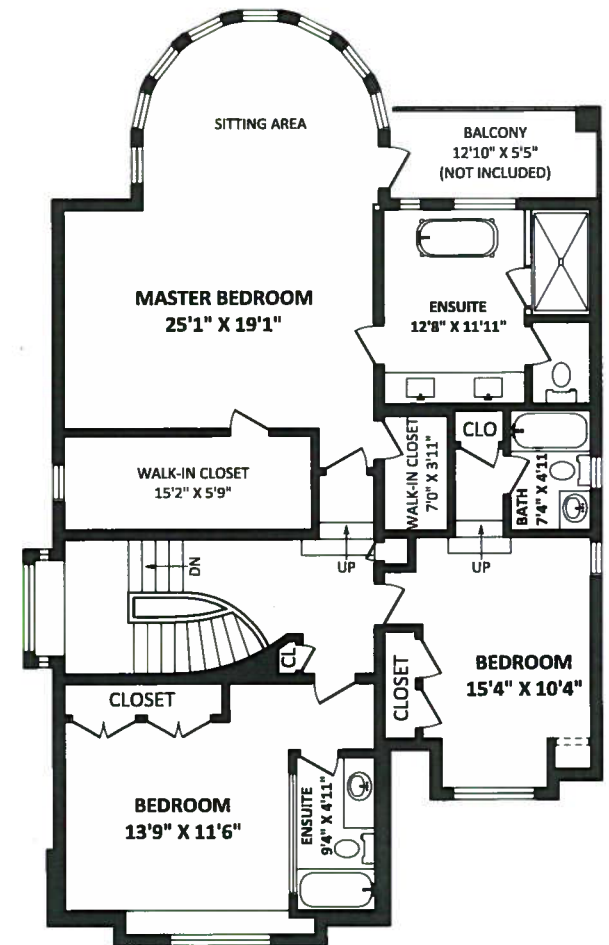 SITTING AREA
BALCONY
12'10" X 5'5"
(NOT INCLUDED)
MASTER BEDROOM
25'1" X 19'1"
ENSUITE
12'8" X 11'11"
WALK-IN CLOSET
15'2" X 5'9"
WALK-IN CLOSET
7'0" X 3'11"
CLO
BATH
7'4" X 4'11"
UP
UP
DN
CL
CLOSET
BEDROOM
15'4" X 10'4"
CLOSET
BEDROOM
13'9" X 11'6"
ENSUITE
9'4" X 4'11"